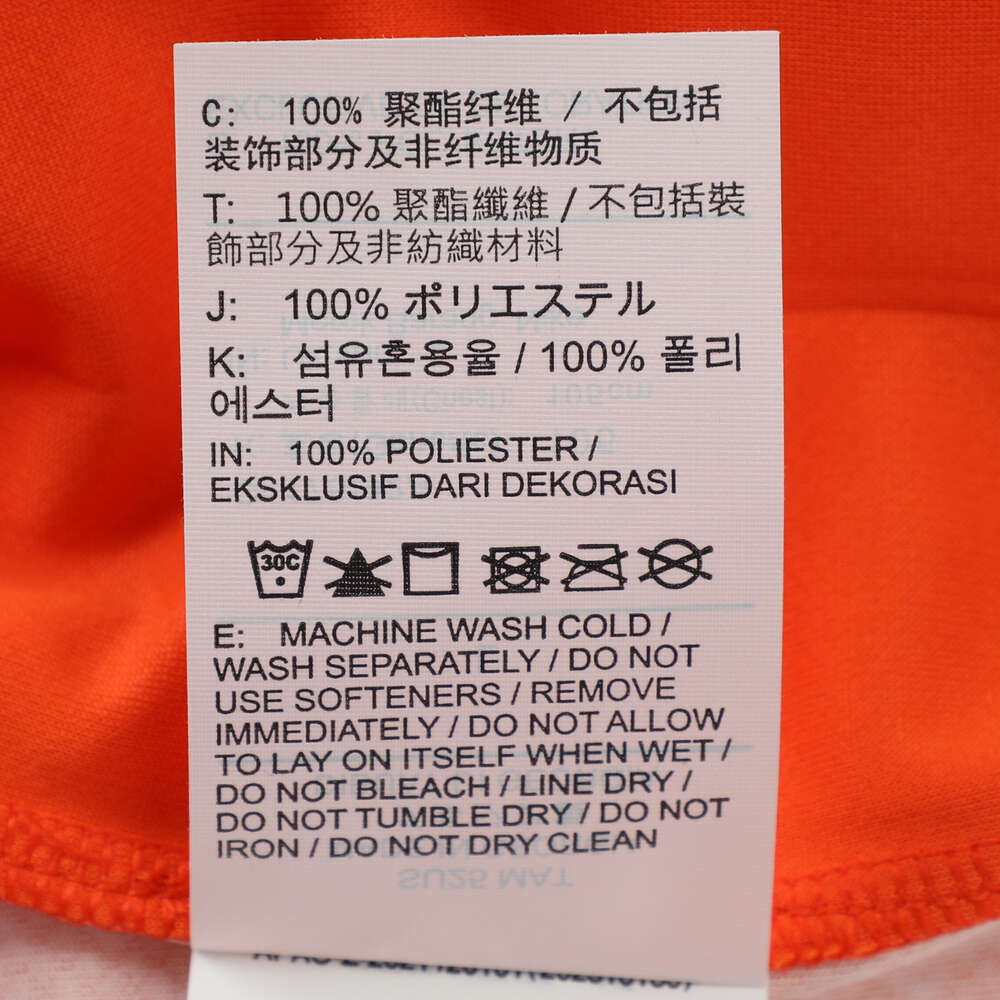 C: 100% 聚酯纤维 / 不包括
装饰部分及非纤维物质
T: 100% 聚酯纖維 / 不包括裝
飾部分及非紡織材料
J: 100% ポリエステル
K: 섬유혼용율 / 100% 폴리
에스터
IN: 100% POLIESTER /
EKSKLUSIF DARI DEKORASI
30C
E: MACHINE WASH COLD /
WASH SEPARATELY / DO NOT
USE SOFTENERS / REMOVE
IMMEDIATELY / DO NOT ALLOW
TO LAY ON ITSELF WHEN WET /
DO NOT BLEACH / LINE DRY /
DO NOT TUMBLE DRY / DO NOT
IRON / DO NOT DRY CLEAN
SU25 MAT